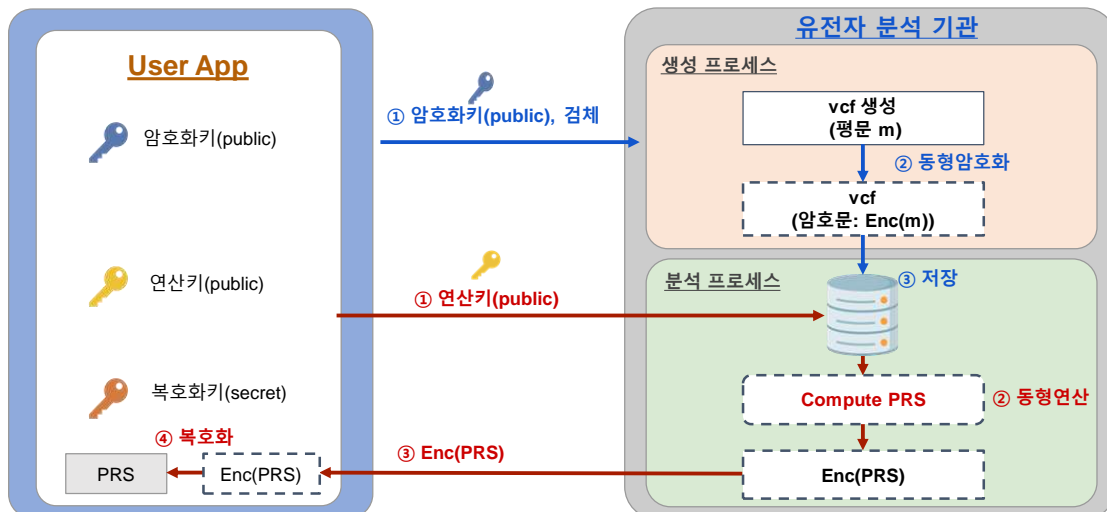 User App
암호화키(public)
연산키(public)
복호화키(secret)
④ 복호화
PRS
Enc(PRS)
① 암호화키(public), 검체
① 연산키(public)
③ Enc(PRS)
유전자 분석 기관
생성 프로세스
vcf 생성
(평문 m)
② 동형암호화
vcf
(암호문: Enc(m))
분석 프로세스
③ 저장
Compute PRS
② 동형연산
Enc(PRS)